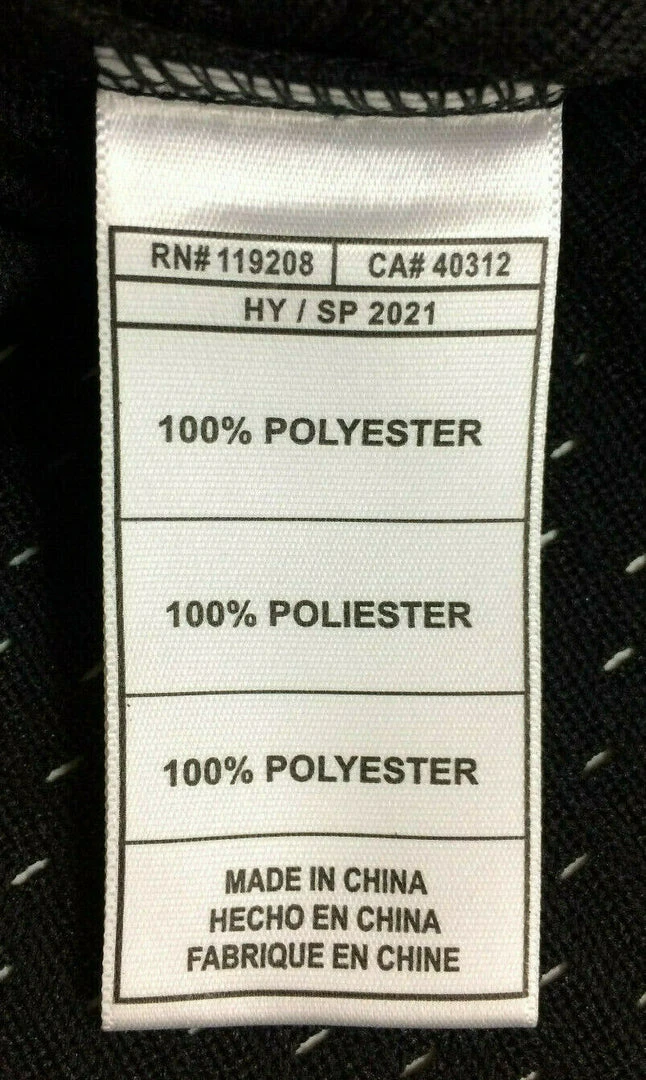 RN# 119208 CA# 40312
HY / SP 2021
100% POLYESTER
100% POLIESTER
100% POLYESTER
MADE IN CHINA
HECHO EN CHINA
FABRIQUE EN CHINE